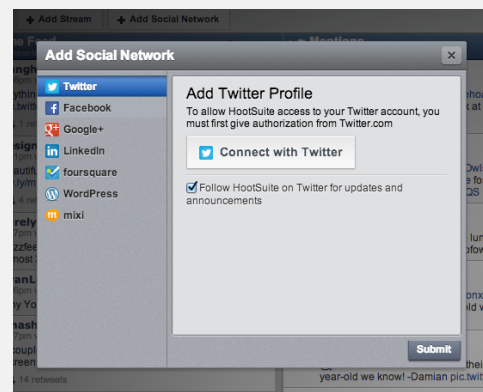 + Add Stream + Add Social Network
Mentions
Add Social Network
Twitter
Facebook
Google+
LinkedIn
foursquare
WordPress
mixi
Add Twitter Profile
To allow HootSuite access to your Twitter account, you
must first give authorization from Twitter.com
Connect with Twitter
Follow HootSuite on Twitter for updates and
announcements
Submit
14 retweets
year-old we know! -Damian pic.twit